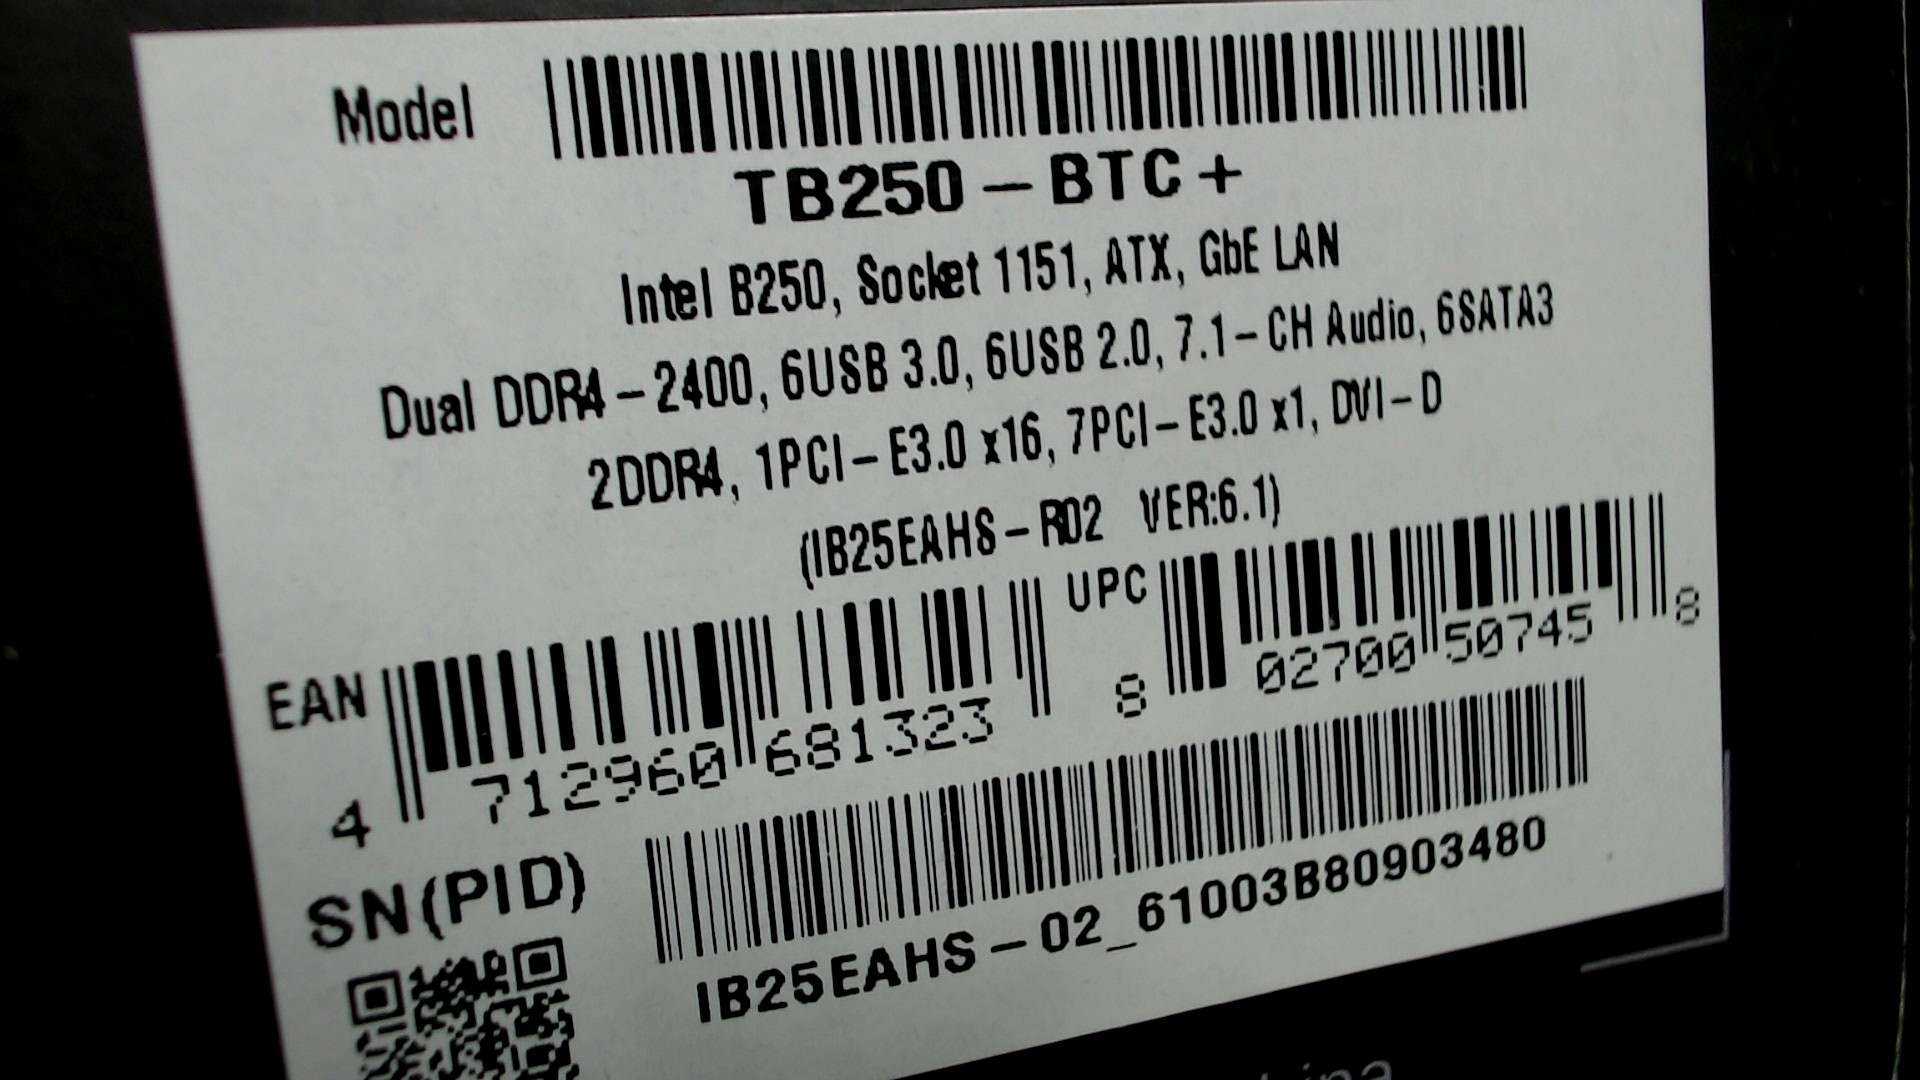 Model
TB250-BTC+
Intel B250, Socket 1151, ATX, GbE LAN
Dual DDR4-2400, 6USB 3.0, 6USB 2.0, 7.1-CH Audio, 6SATA3
2DDR4, 1PCI-E3.0 x16, 7PCI-E3.0 x1, DVI-D
(IB25EAHS-R02 VER:6.1)
EAN
4 712960 681323
UPC
8 02700 50745 8
SN(PID)
IB25EAHS-02_61003B80903480